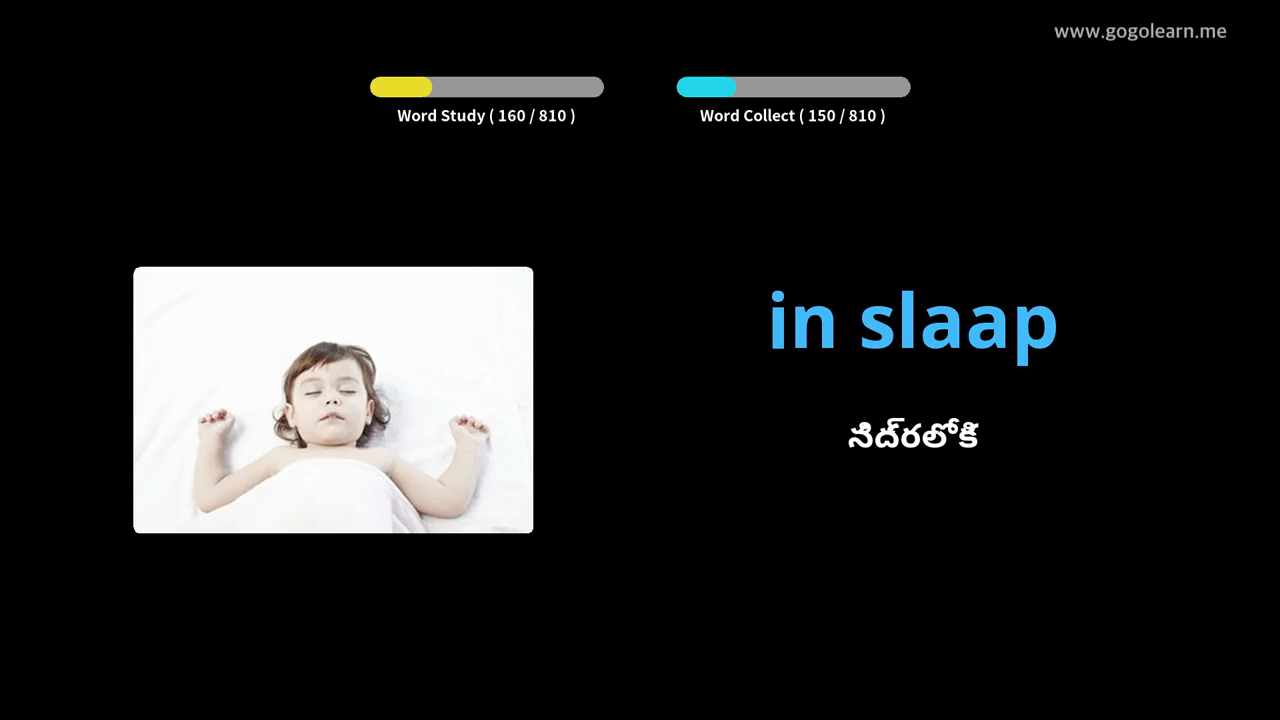 www.gogolearn.me
Word Study ( 160 / 810 )
Word Collect ( 150 / 810 )
in slaap
నిద్రలోకి